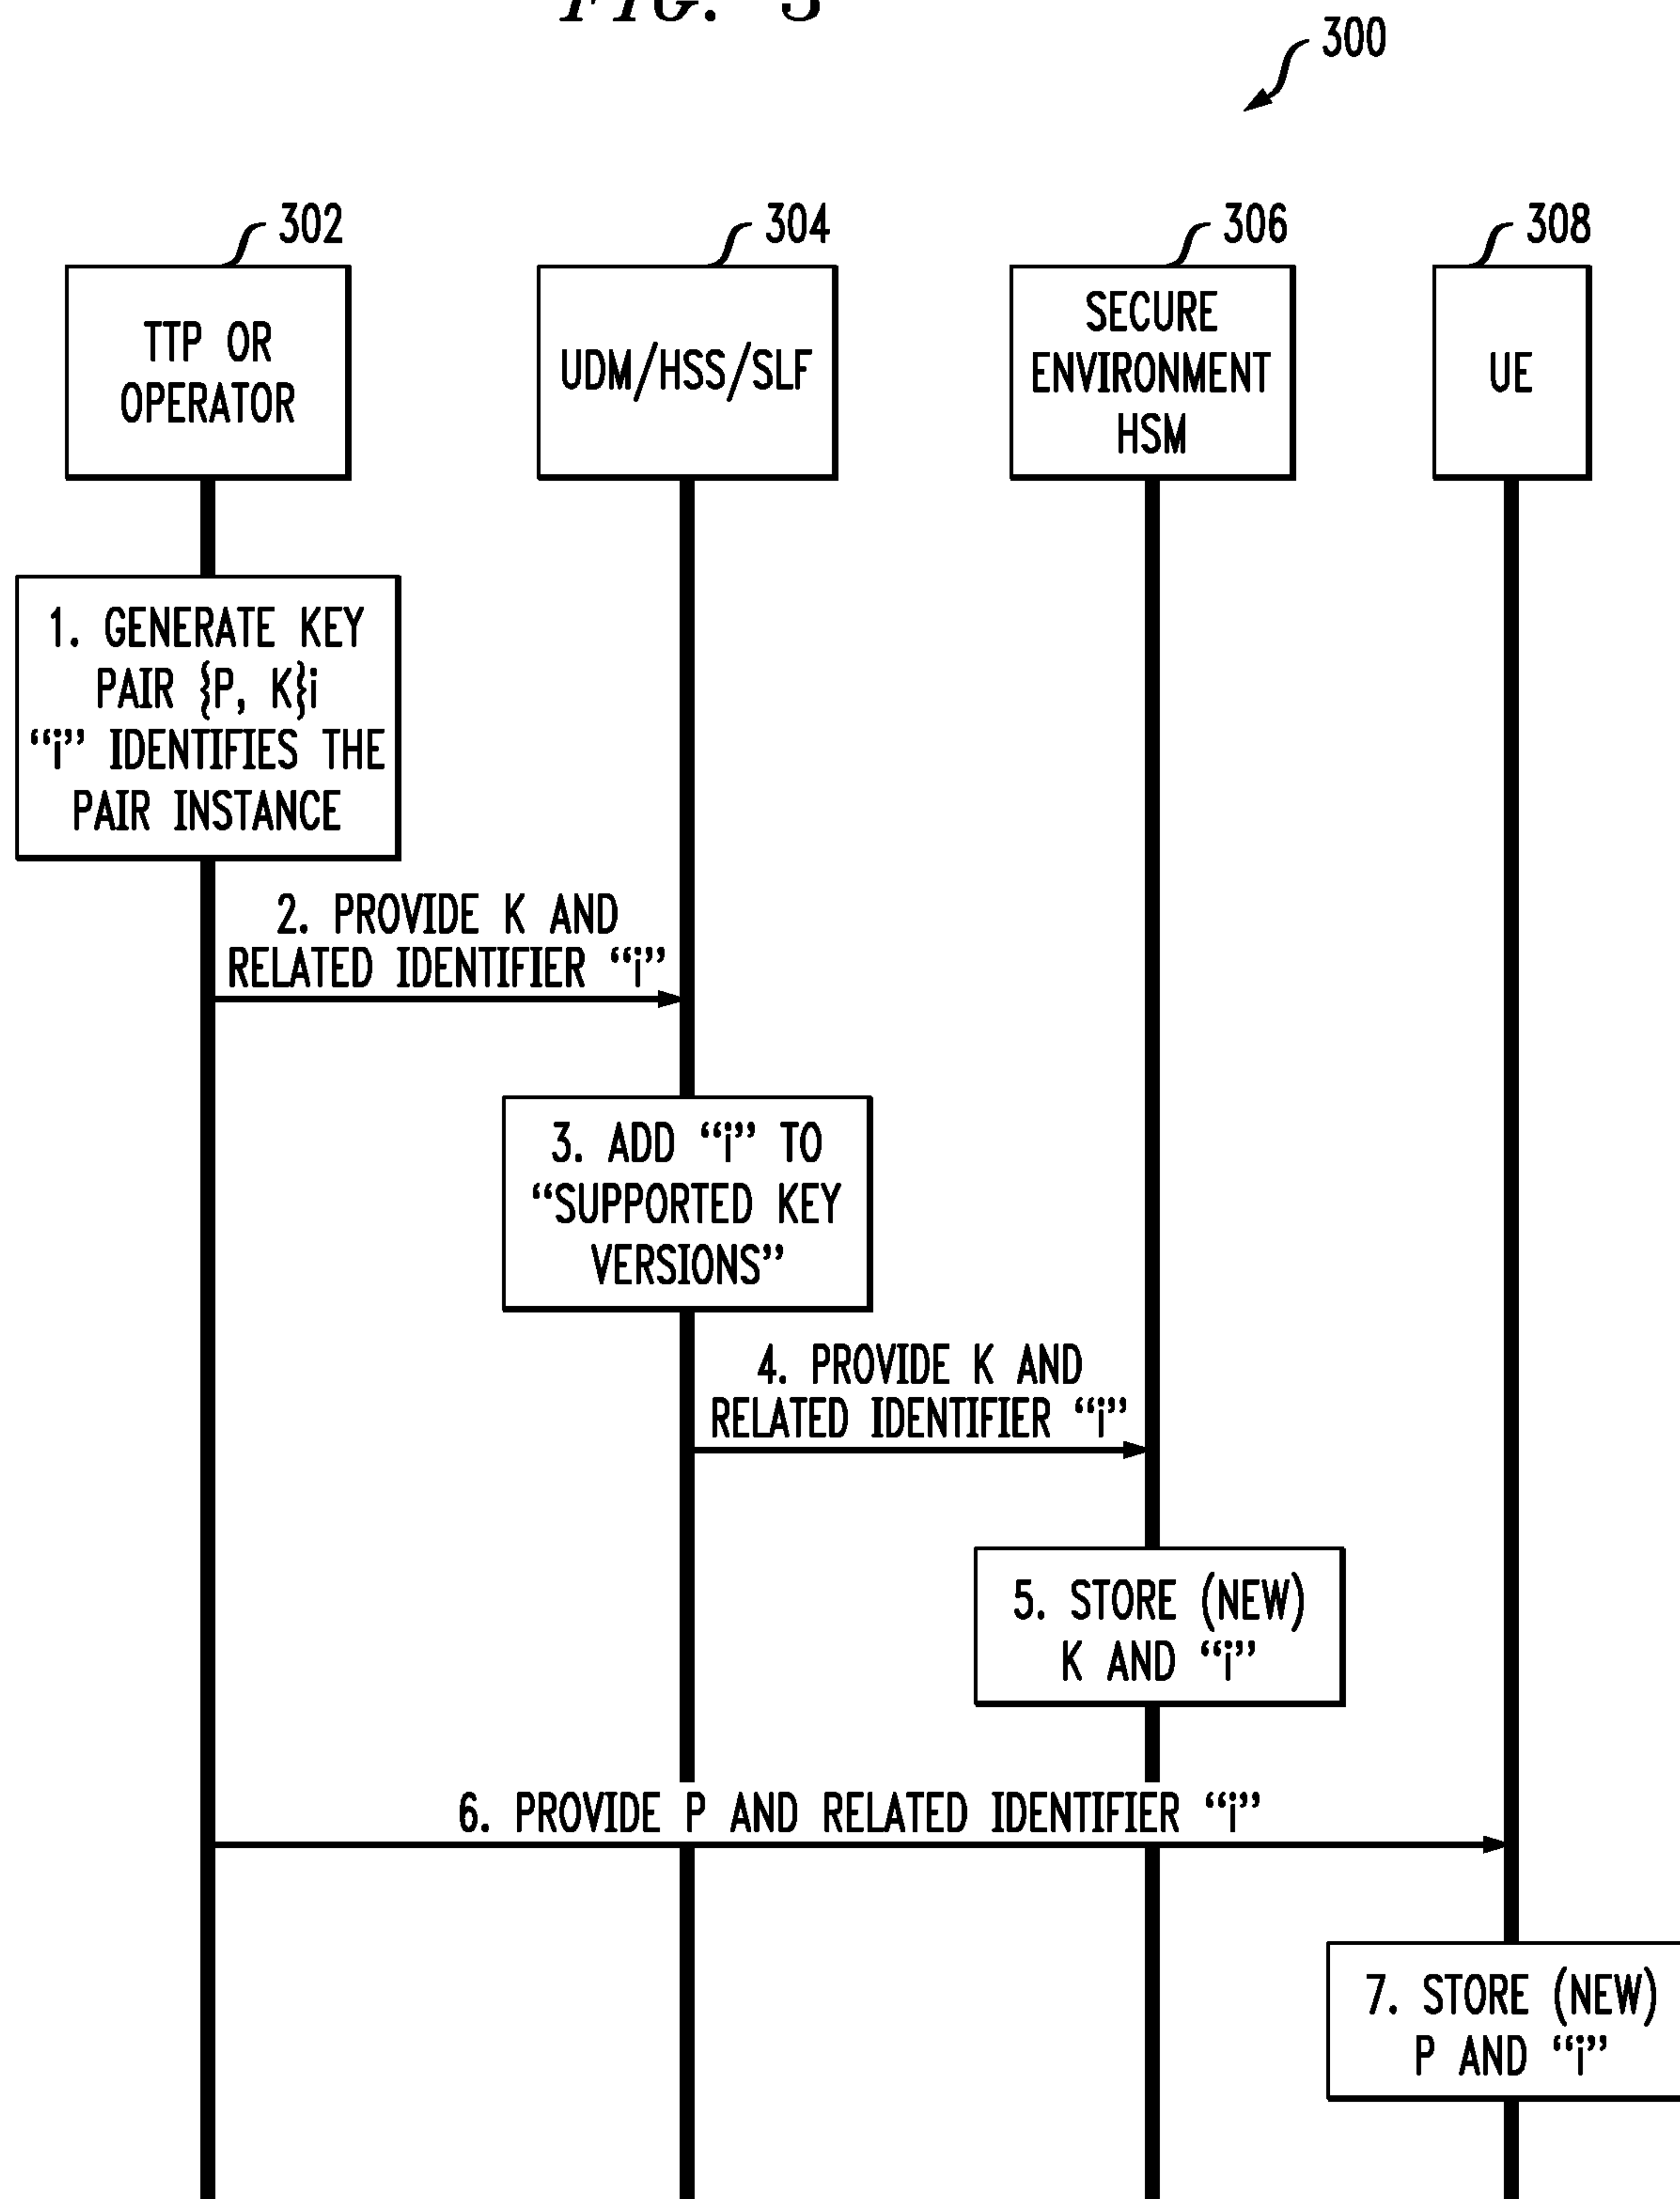 FIG. 3
300
302
304
306
308
TTP OR
OPERATOR
UDM/HSS/SLF
SECURE
ENVIRONMENT
HSM
UE
1. GENERATE KEY
PAIR {P, K}i
“i” IDENTIFIES THE
PAIR INSTANCE
2. PROVIDE K AND
RELATED IDENTIFIER “i”
3. ADD “i” TO
“SUPPORTED KEY
VERSIONS”
4. PROVIDE K AND
RELATED IDENTIFIER “i”
5. STORE (NEW)
K AND “i”
6. PROVIDE P AND RELATED IDENTIFIER “i”
7. STORE (NEW)
P AND “i”